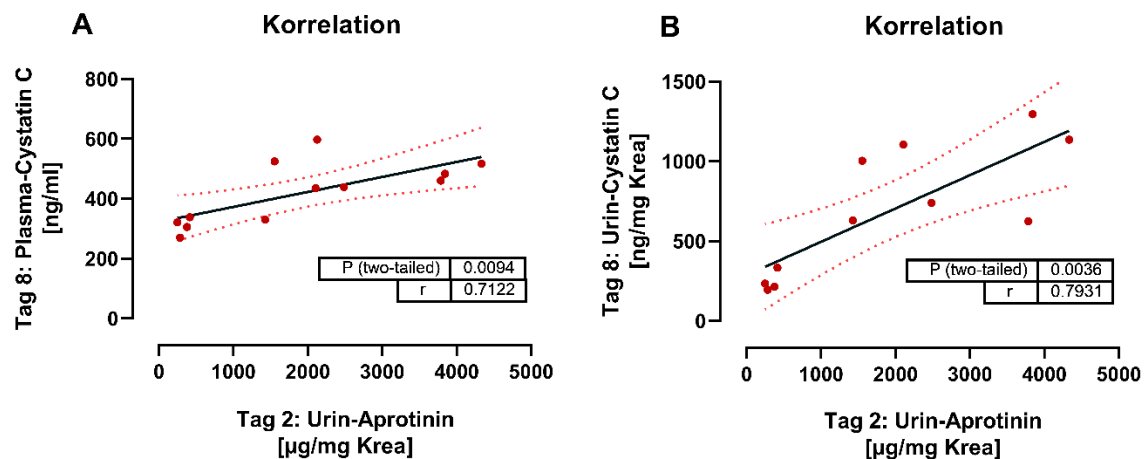 A
Korrelation
Tag 8: Plasma-Cystatin C
[ng/ml]
800
600
400
200
0
P (two-tailed) 0.0094
r 0.7122
0 1000 2000 3000 4000 5000
Tag 2: Urin-Aprotinin
[µg/mg Krea]
B
Korrelation
Tag 8: Urin-Cystatin C
[ng/mg Krea]
1500
1000
500
0
P (two-tailed) 0.0036
r 0.7931
0 1000 2000 3000 4000 5000
Tag 2: Urin-Aprotinin
[µg/mg Krea]